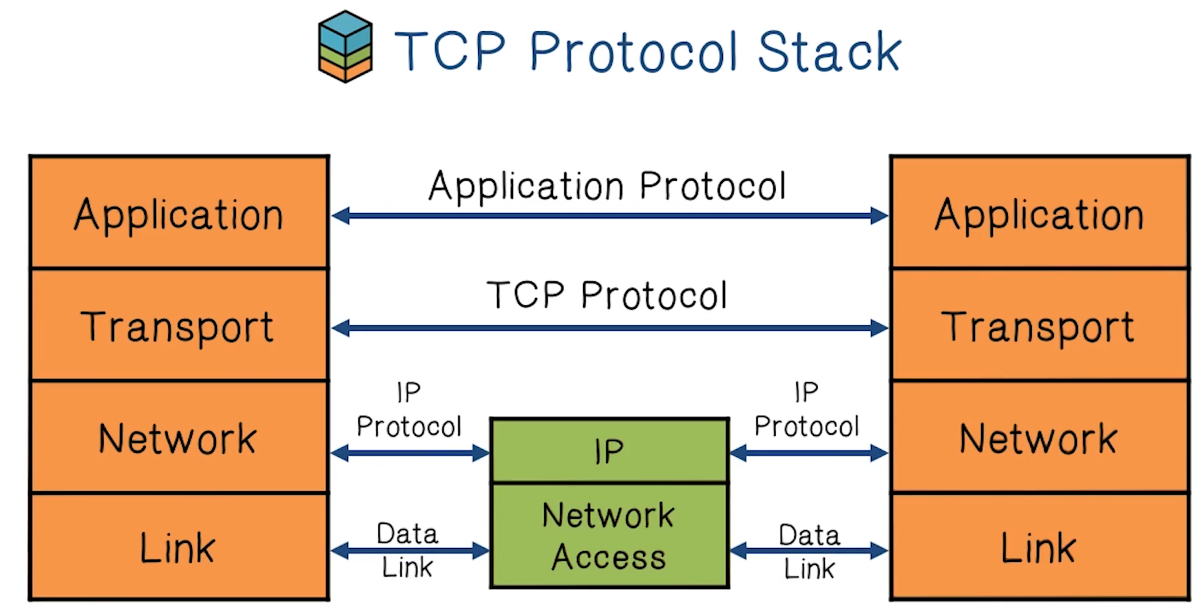 TCP Protocol Stack
Application
Application Protocol
Application
Transport
TCP Protocol
Transport
Network
IP
Protocol
IP
IP
Protocol
Network
Link
Data
Link
Network
Access
Data
Link
Link